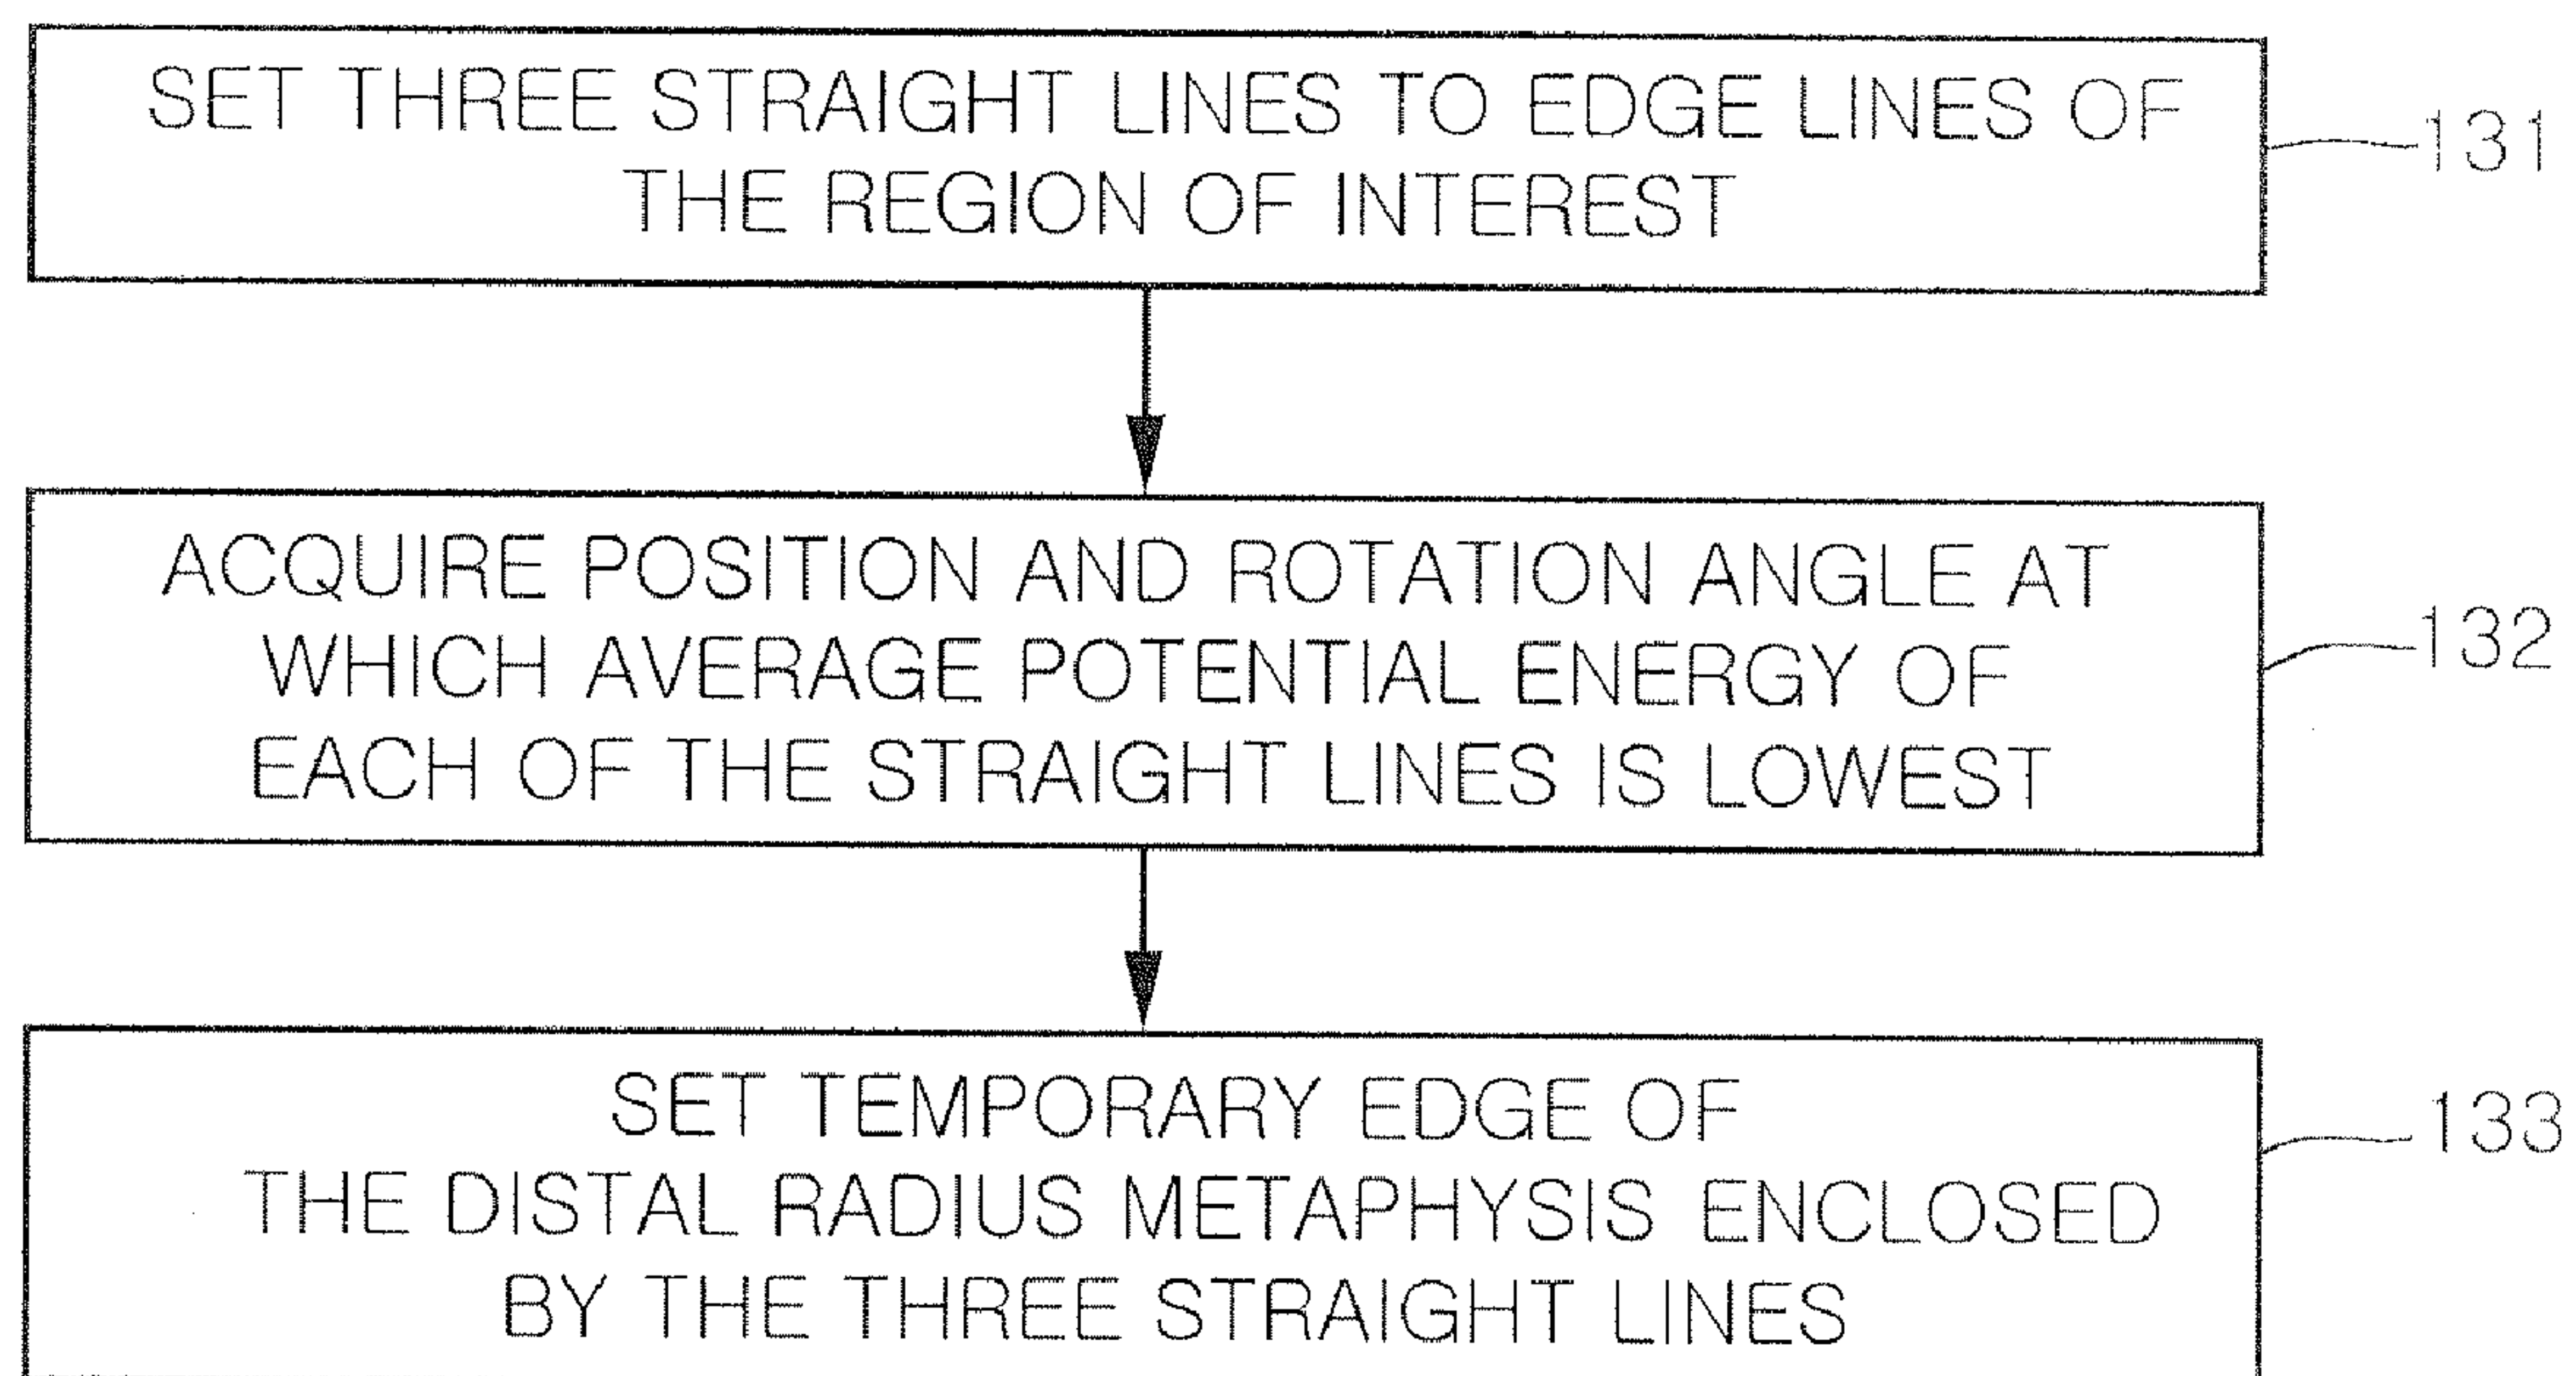 SET THREE STRAIGHT LINES TO EDGE LINES OF
THE REGION OF INTEREST
131
ACQUIRE POSITION AND ROTATION ANGLE AT
WHICH AVERAGE POTENTIAL ENERGY OF
EACH OF THE STRAIGHT LINES IS LOWEST
132
SET TEMPORARY EDGE OF
THE DISTAL RADIUS METAPHYSIS ENCLOSED
BY THE THREE STRAIGHT LINES
133